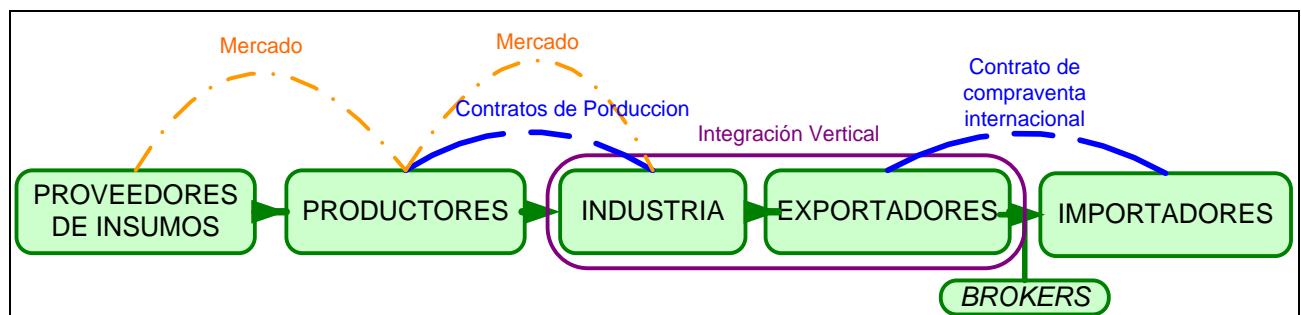 Mercado
Mercado
Contrato de
compraventa
internacional
Contratos de Porduccion
Integración Vertical
PROVEEDORES
DE INSUMOS
PRODUCTORES
INDUSTRIA
EXPORTADORES
IMPORTADORES
BROKERS